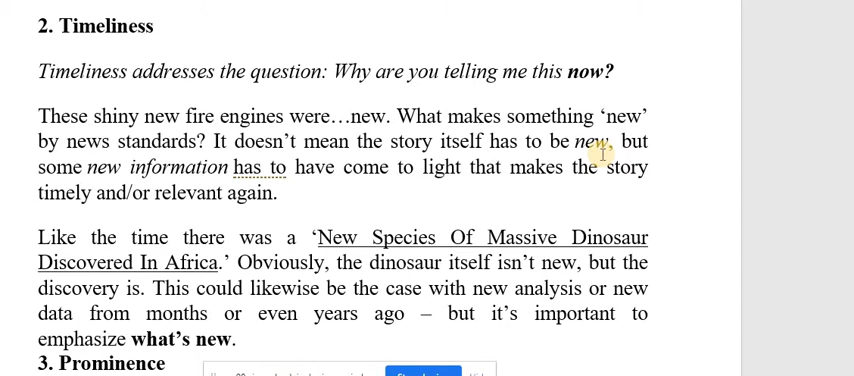 2. Timeliness
Timeliness addresses the question: Why are you telling me this now?
These shiny new fire engines were…new. What makes something ‘new’
by news standards? It doesn’t mean the story itself has to be new, but
some new information has to have come to light that makes the story
timely and/or relevant again.
Like the time there was a ‘New Species Of Massive Dinosaur
Discovered In Africa.’ Obviously, the dinosaur itself isn’t new, but the
discovery is. This could likewise be the case with new analysis or new
data from months or even years ago – but it’s important to
emphasize what’s new.
3. Prominence